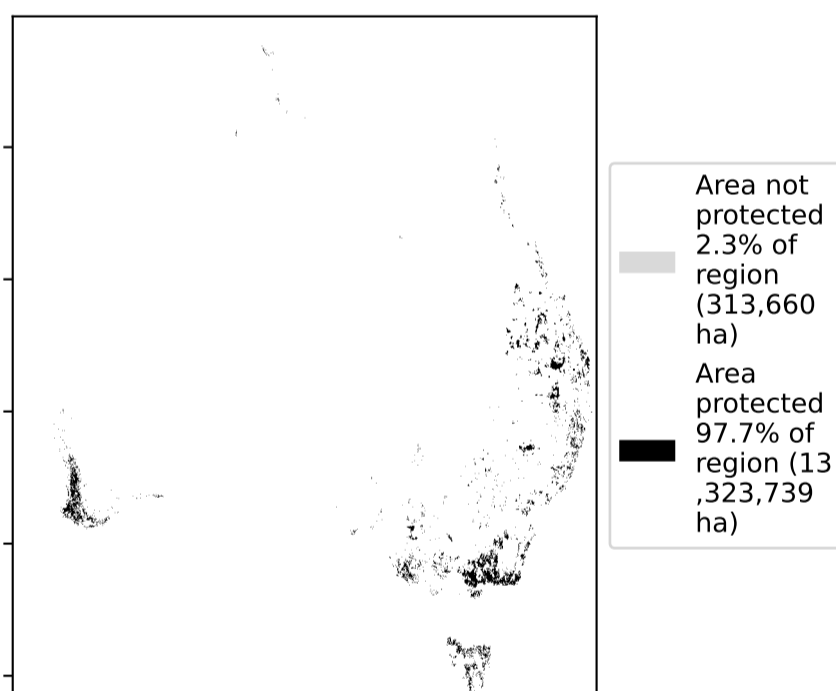 Area not
protected
2.3% of
region
(313,660
ha)
Area
protected
97.7% of
region (13
,323,739
ha)